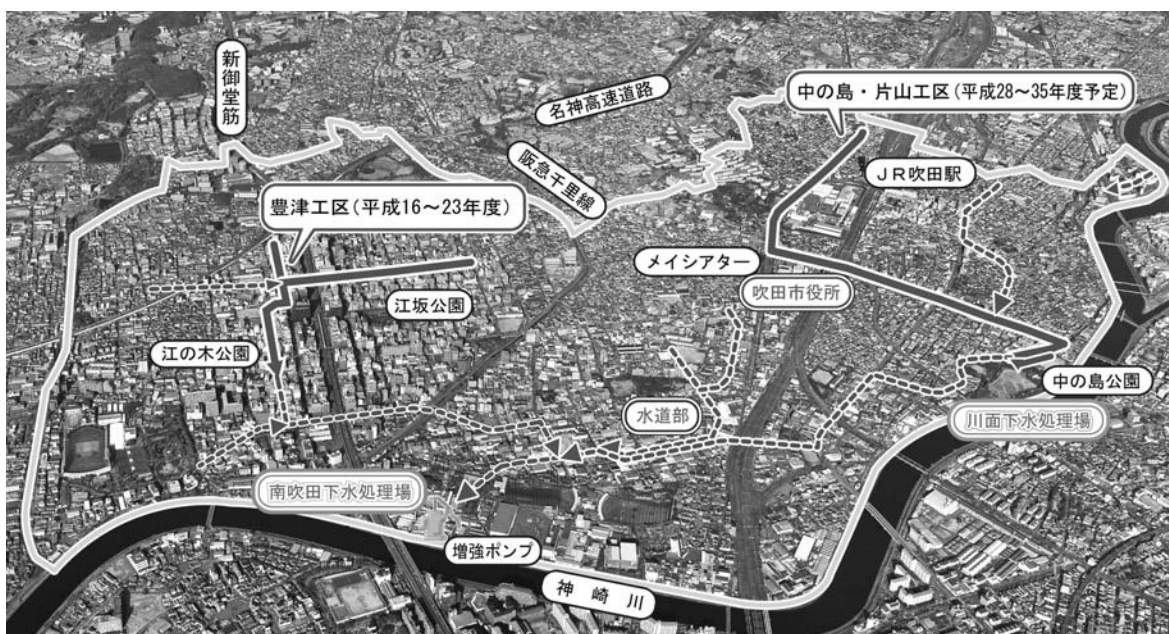 新御堂筋
名神高速道路
中の島・片山工区(平成28~35年度予定)
阪急千里線
JR吹田駅
豊津工区(平成16~23年度)
メイシアター
吹田市役所
江坂公園
江の木公園
中の島公園
水道部
川面下水処理場
南吹田下水処理場
増強ポンプ
神崎川